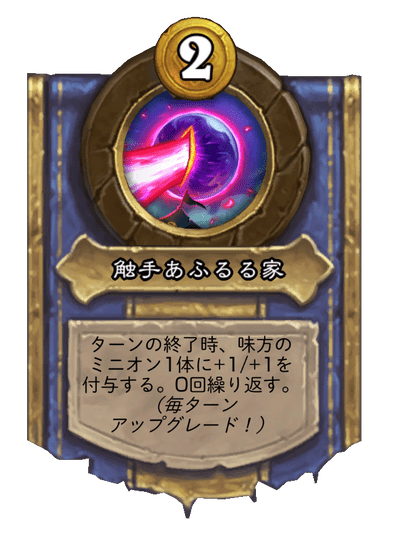 2
触手あふるる家
ターンの終了時、味方の
ミニオン1体に+1/+1を
付与する。0回繰り返す。
(毎ターン
アップグレード!)